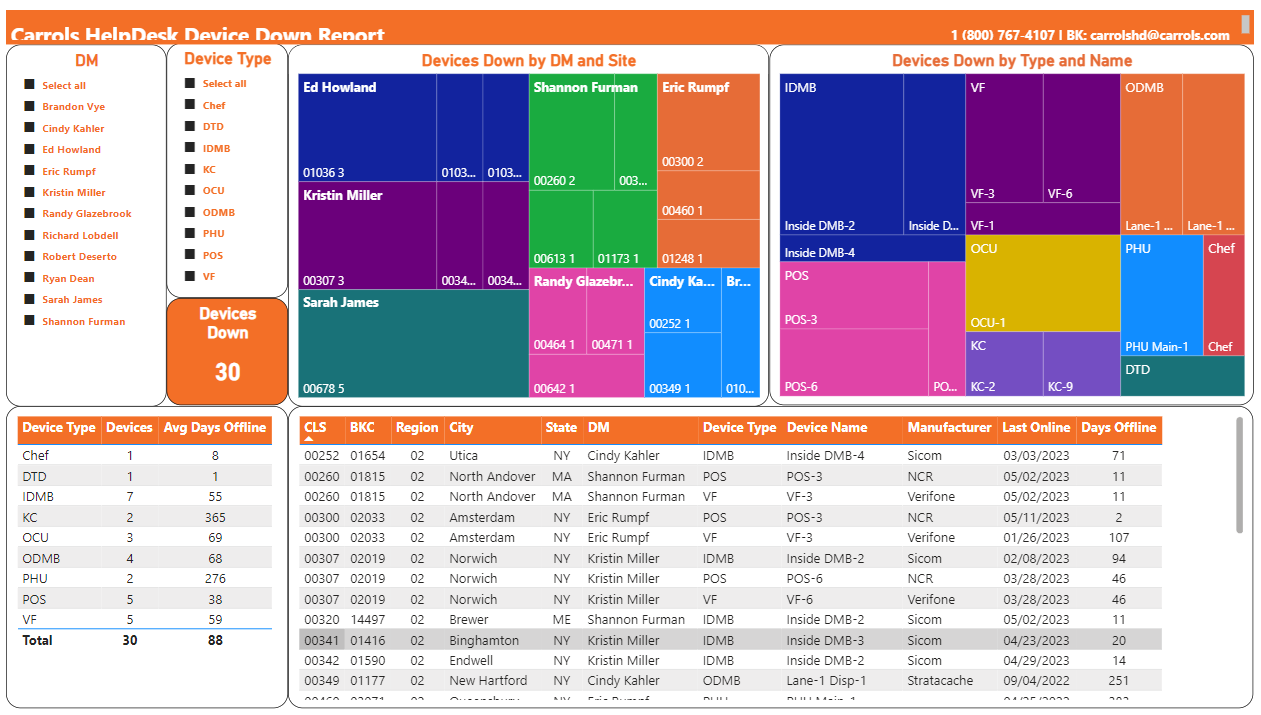 Carrols HelpDesk Device Down Report
1 (800) 767-4107 | BK: carrolshd@carrols.com
DM
Select all
Brandon Vye
Cindy Kahler
Ed Howland
Eric Rumpf
Kristin Miller
Randy Glazebrook
Richard Lobdell
Robert Deserto
Ryan Dean
Sarah James
Shannon Furman
Device Type
Select all
Chef
DTD
IDMB
KC
OCU
ODMB
PHU
POS
VF
Devices
Down
30
Devices Down by DM and Site
Ed Howland
01036 3
0103...
0103...
Kristin Miller
00307 3
0034...
0034...
Sarah James
00678 5
Shannon Furman
00260 2
003...
00613 1
01173 1
Eric Rumpf
00300 2
00460 1
01248 1
Randy Glazebr...
00464 1
00471 1
00642 1
Cindy Ka...
00252 1
00349 1
Br...
010...
Devices Down by Type and Name
IDMB
Inside DMB-2
Inside D...
Inside DMB-4
POS
POS-3
POS-6
PO...
VF
VF-3
VF-6
VF-1
OCU
OCU-1
KC
KC-2
KC-9
ODMB
Lane-1 ...
Lane-1 ...
PHU
PHU Main-1
Chef
Chef
DTD
Device Type Devices Avg Days Offline
Chef 1 8
DTD 1 1
IDMB 7 55
KC 2 365
OCU 3 69
ODMB 4 68
PHU 2 276
POS 5 38
VF 5 59
Total 30 88
CLS BKC Region City State DM Device Type Device Name Manufacturer Last Online Days Offline
00252 01654 02 Utica NY Cindy Kahler IDMB Inside DMB-4 Sicom 03/03/2023 71
00260 01815 02 North Andover MA Shannon Furman POS POS-3 NCR 05/02/2023 11
00260 01815 02 North Andover MA Shannon Furman VF VF-3 Verifone 05/02/2023 11
00300 02033 02 Amsterdam NY Eric Rumpf POS POS-3 NCR 05/11/2023 2
00300 02033 02 Amsterdam NY Eric Rumpf VF VF-3 Verifone 01/26/2023 107
00307 02019 02 Norwich NY Kristin Miller IDMB Inside DMB-2 Sicom 02/08/2023 94
00307 02019 02 Norwich NY Kristin Miller POS POS-6 NCR 03/28/2023 46
00307 02019 02 Norwich NY Kristin Miller VF VF-6 Verifone 03/28/2023 46
00320 14497 02 Brewer ME Shannon Furman IDMB Inside DMB-2 Sicom 05/02/2023 11
00341 01416 02 Binghamton NY Kristin Miller IDMB Inside DMB-3 Sicom 04/23/2023 20
00342 01590 02 Endwell NY Kristin Miller IDMB Inside DMB-2 Sicom 04/29/2023 14
00349 01177 02 New Hartford NY Cindy Kahler ODMB Lane-1 Disp-1 Stratacache 09/04/2022 251